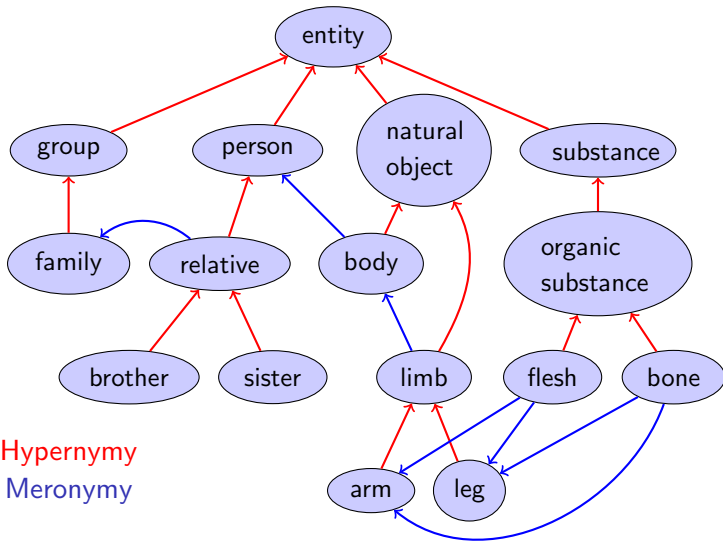 entity
group
person
natural
object
substance
family
relative
body
organic
substance
brother
sister
limb
flesh
bone
Hypernymy
Meronymy
arm
leg